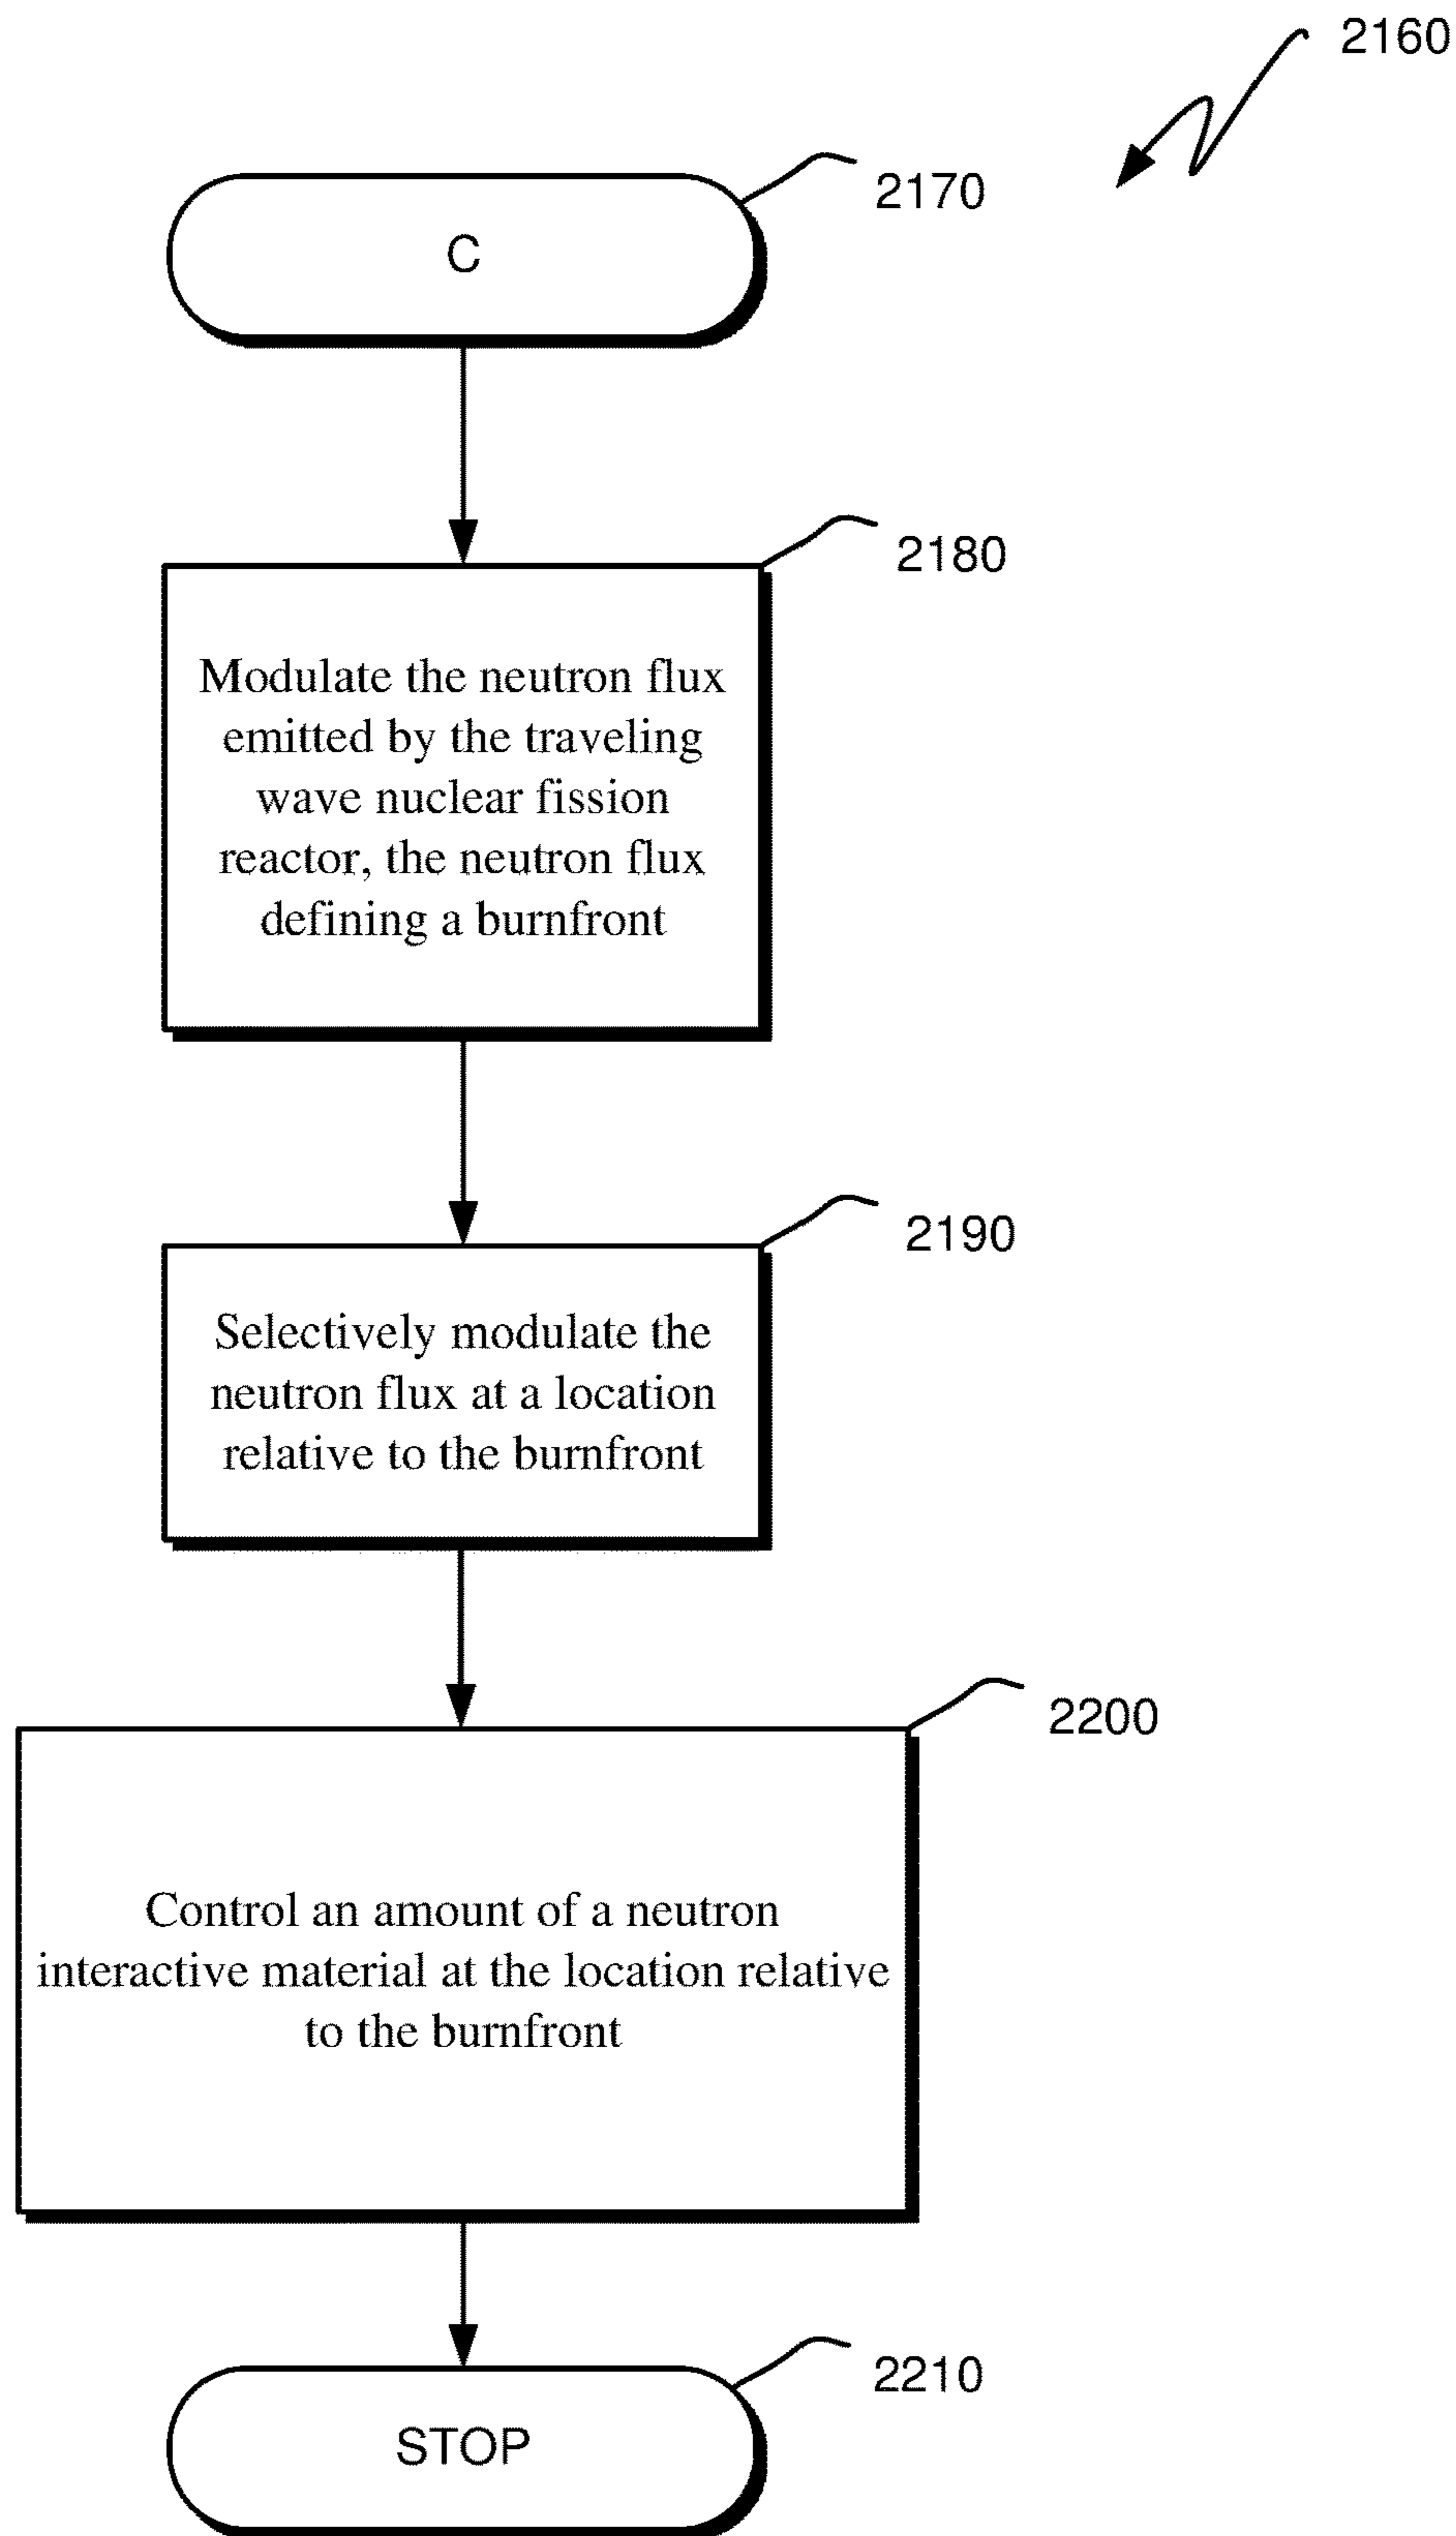 2160
2170
C
2180
Modulate the neutron flux
emitted by the traveling
wave nuclear fission
reactor, the neutron flux
defining a burnfront
2190
Selectively modulate the
neutron flux at a location
relative to the burnfront
2200
Control an amount of a neutron
interactive material at the location relative
to the burnfront
2210
STOP